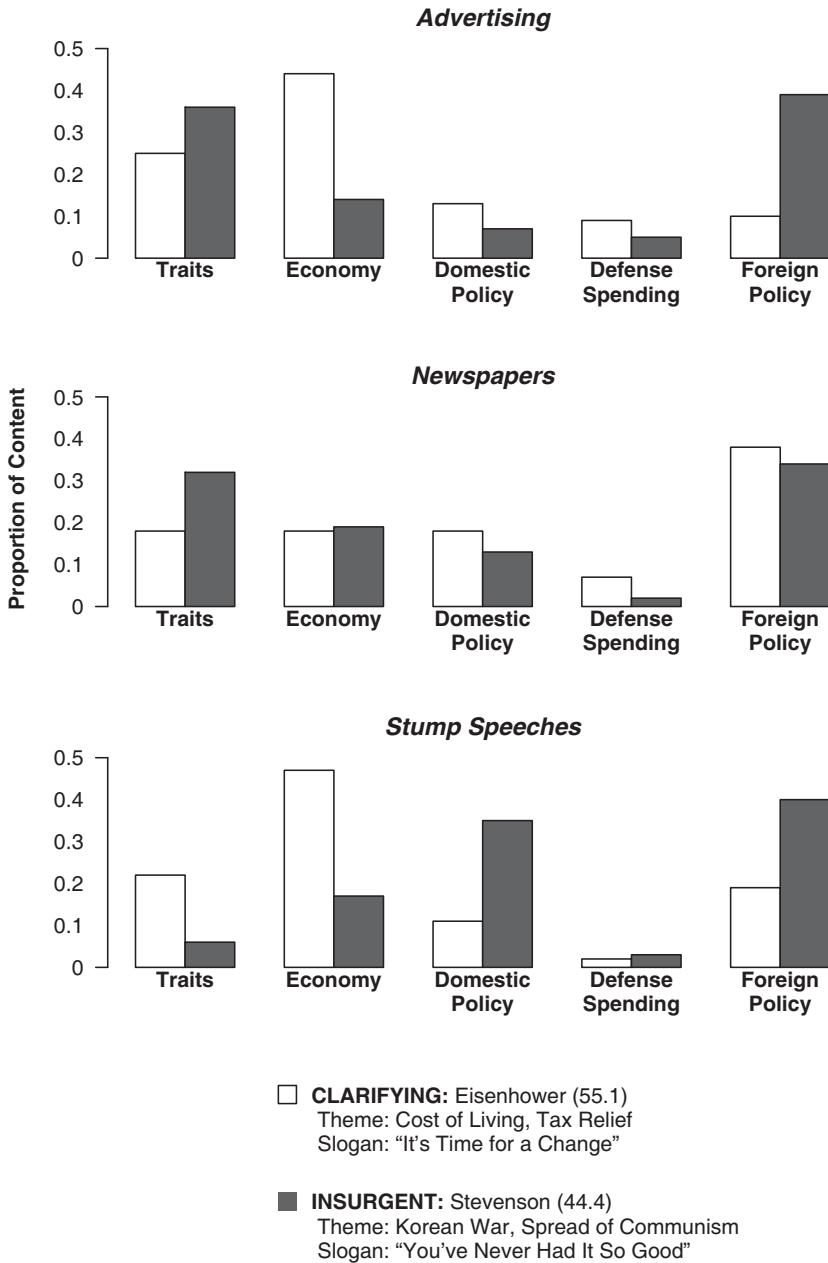 Advertising
0.5
0.4
0.3
0.2
0.1
0
Traits
Economy
Domestic
Policy
Defense
Spending
Foreign
Policy
Proportion of Content
Newspapers
0.5
0.4
0.3
0.2
0.1
0
Traits
Economy
Domestic
Policy
Defense
Spending
Foreign
Policy
Stump Speeches
0.5
0.4
0.3
0.2
0.1
0
Traits
Economy
Domestic
Policy
Defense
Spending
Foreign
Policy
CLARIFYING: Eisenhower (55.1)
Theme: Cost of Living, Tax Relief
Slogan: “It’s Time for a Change”
INSURGENT: Stevenson (44.4)
Theme: Korean War, Spread of Communism
Slogan: “You’ve Never Had It So Good”